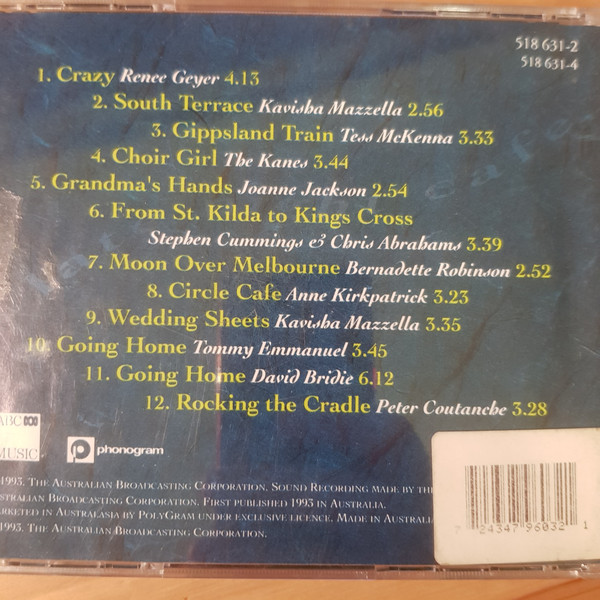 518 631-2
518 631-4
1. Crazy Renee Geyer 4.13
2. South Terrace Kavisha Mazzella 2.56
3. Gippsland Train Tess McKenna 3.33
4. Choir Girl The Kanes 3.44
5. Grandma's Hands Joanne Jackson 2.54
6. From St. Kilda to Kings Cross
Stephen Cummings & Chris Abrahams 3.39
7. Moon Over Melbourne Bernadette Robinson 2.52
8. Circle Cafe Anne Kirkpatrick 3.23
9. Wedding Sheets Kavisha Mazzella 3.35
10. Going Home Tommy Emmanuel 3.45
11. Going Home David Bridie 6.12
12. Rocking the Cradle Peter Coutanche 3.28
ABC
MUSIC
phonogram
1993. The Australian Broadcasting Corporation. Sound Recording made by the
Australian Broadcasting Corporation. First published 1993 in Australia.
Marketed in Australasia by PolyGram under exclusive licence. Made in Australia
1993. The Australian Broadcasting Corporation.
7 24347 96032 1